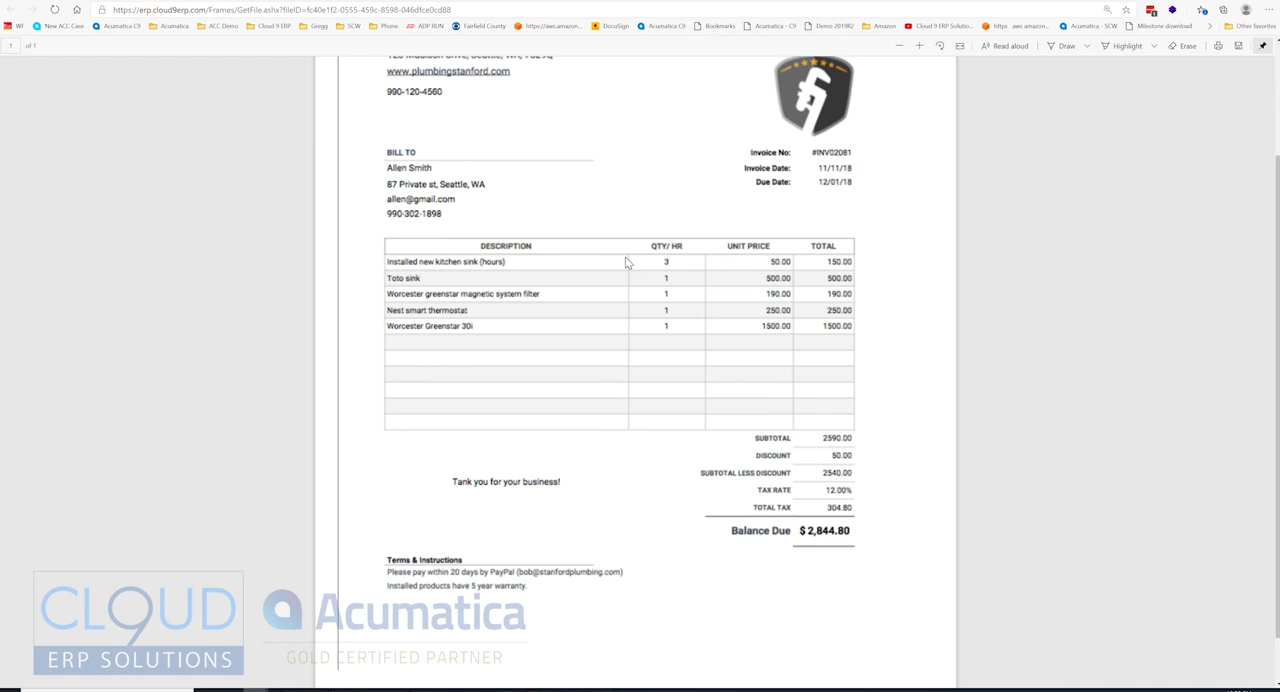 https://erp.cloud9erp.com/Frames/GetFile.ashx?fileID=fc40e1f2-0555-459c-8598-046dfce0cd88
WF New ACC Case Acumatica C9 Acumatica ACC Demo Cloud 9 ERP Gregg SCW Phone ADP RUN Fairfield County https://aws.amazon... DocuSign Acumatica C9 Bookmarks Acumatica - C9 Demo 2019R2 Amazon Cloud 9 ERP Solutio... https aws amazon... Acumatica - SCW Milestone download Other favorites
1 of 1 Read aloud Draw Highlight Erase
www.plumbingstanford.com
990-120-4560
BILL TO
Allen Smith
87 Private st, Seattle, WA
allen@gmail.com
990-302-1898
Invoice No: #INV02081
Invoice Date: 11/11/18
Due Date: 12/01/18
DESCRIPTION QTY/ HR UNIT PRICE TOTAL
Installed new kitchen sink (hours) 3 50.00 150.00
Toto sink 1 500.00 500.00
Worcester greenstar magnetic system filter 1 190.00 190.00
Nest smart thermostat 1 250.00 250.00
Worcester Greenstar 30i 1 1500.00 1500.00
SUBTOTAL 2590.00
DISCOUNT 50.00
SUBTOTAL LESS DISCOUNT 2540.00
TAX RATE 12.00%
TOTAL TAX 304.80
Balance Due $ 2,844.80
Tank you for your business!
Terms & Instructions
Please pay within 20 days by PayPal (bob@stanfordplumbing.com)
Installed products have 5 year warranty.
CLOUD 9
ERP SOLUTIONS
Acumatica
GOLD CERTIFIED PARTNER